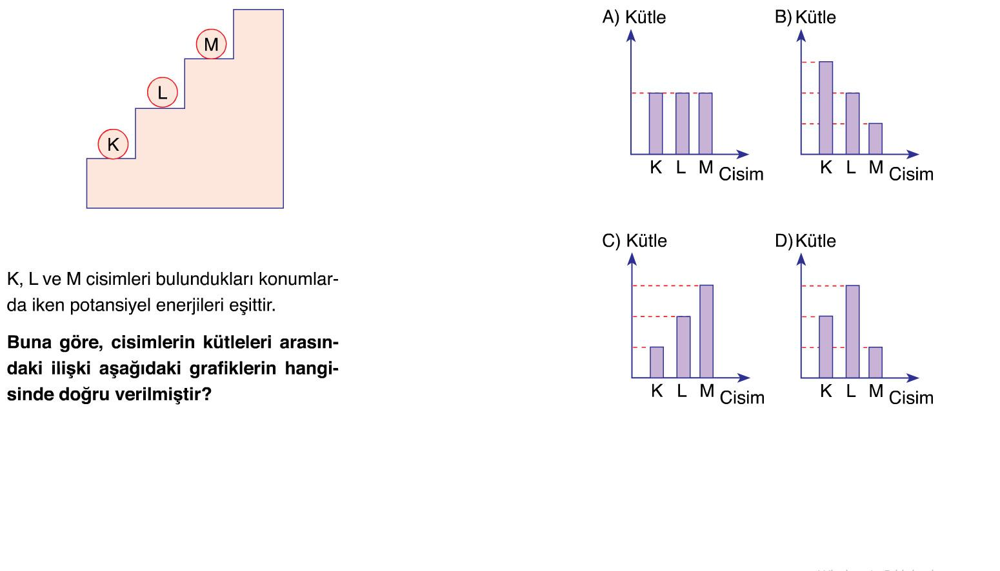 M
L
K
K, L ve M cisimleri bulundukları konumlar-
da iken potansiyel enerjileri eşittir.
Buna göre, cisimlerin kütleleri arasın-
daki ilişki aşağıdaki grafiklerin hangi-
sinde doğru verilmiştir?
A) Kütle
K L M
Cisim
B) Kütle
K L M
Cisim
C) Kütle
K L M
Cisim
D) Kütle
K L M
Cisim